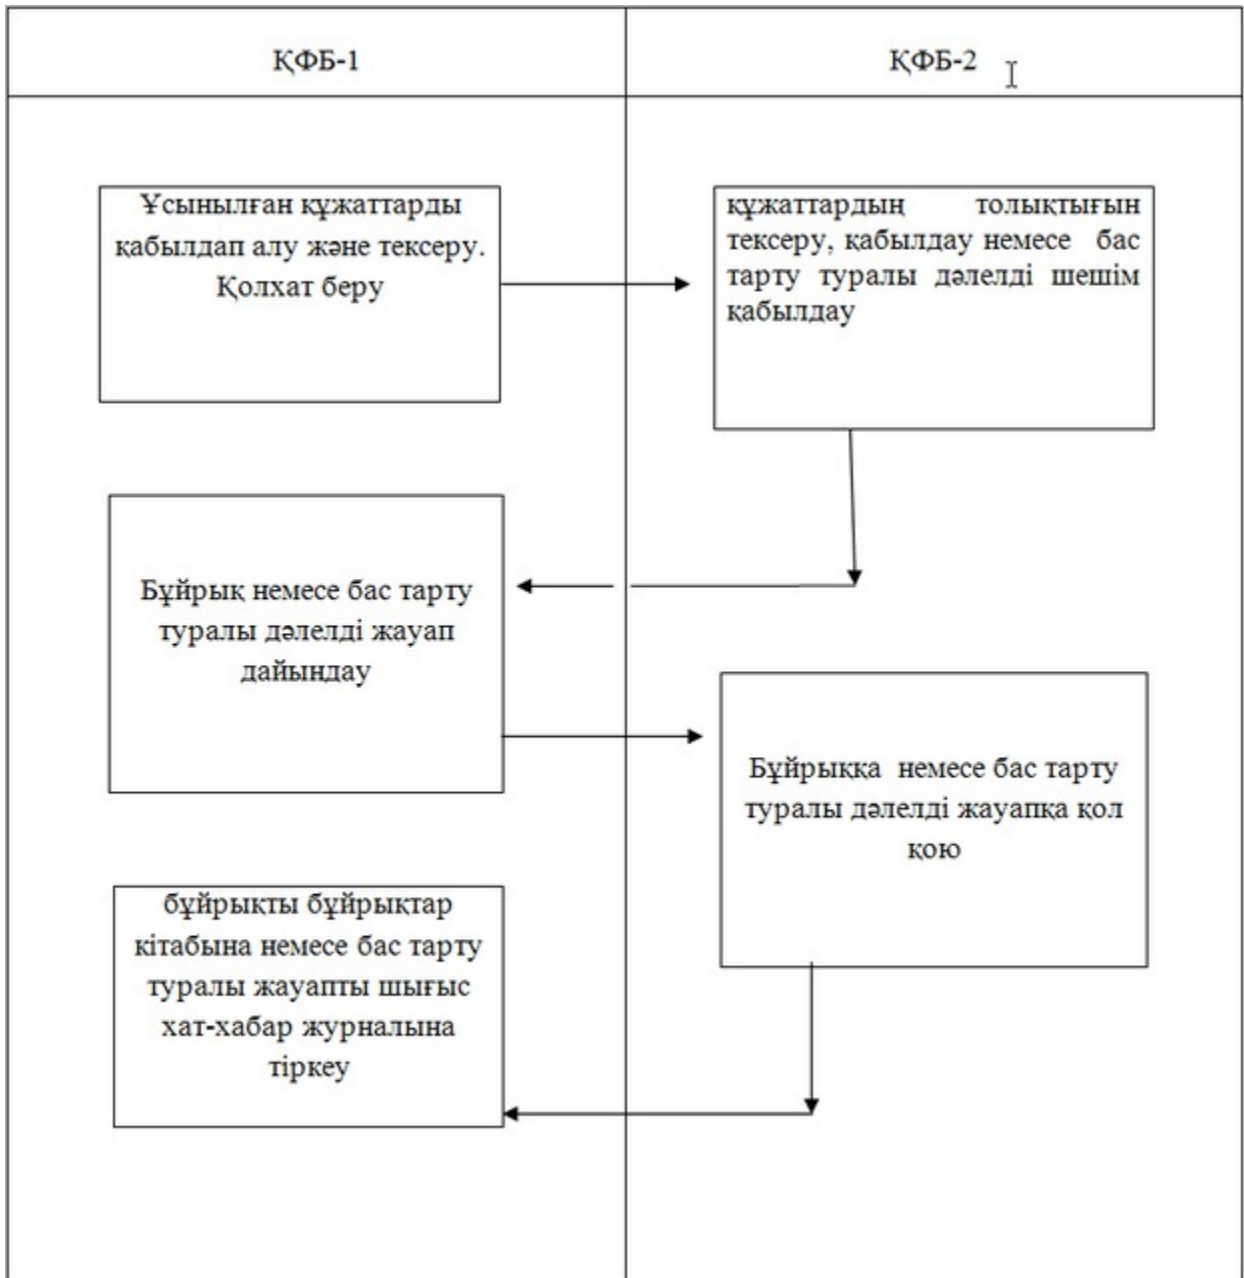 ҚФБ-1
ҚФБ-2
Ұсынылған құжаттарды
қабылдап алу және тексеру.
Қолхат беру
құжаттардың толықтығын
тексеру, қабылдау немесе бас
тарту туралы дәлелді шешім
қабылдау
Бұйрық немесе бас тарту
туралы дәлелді жауап
дайындау
Бұйрыққа немесе бас тарту
туралы дәлелді жауапқа қол
қою
бұйрықты бұйрықтар
кітабына немесе бас тарту
туралы жауапты шығыс
хат-хабар журналына
тіркеу